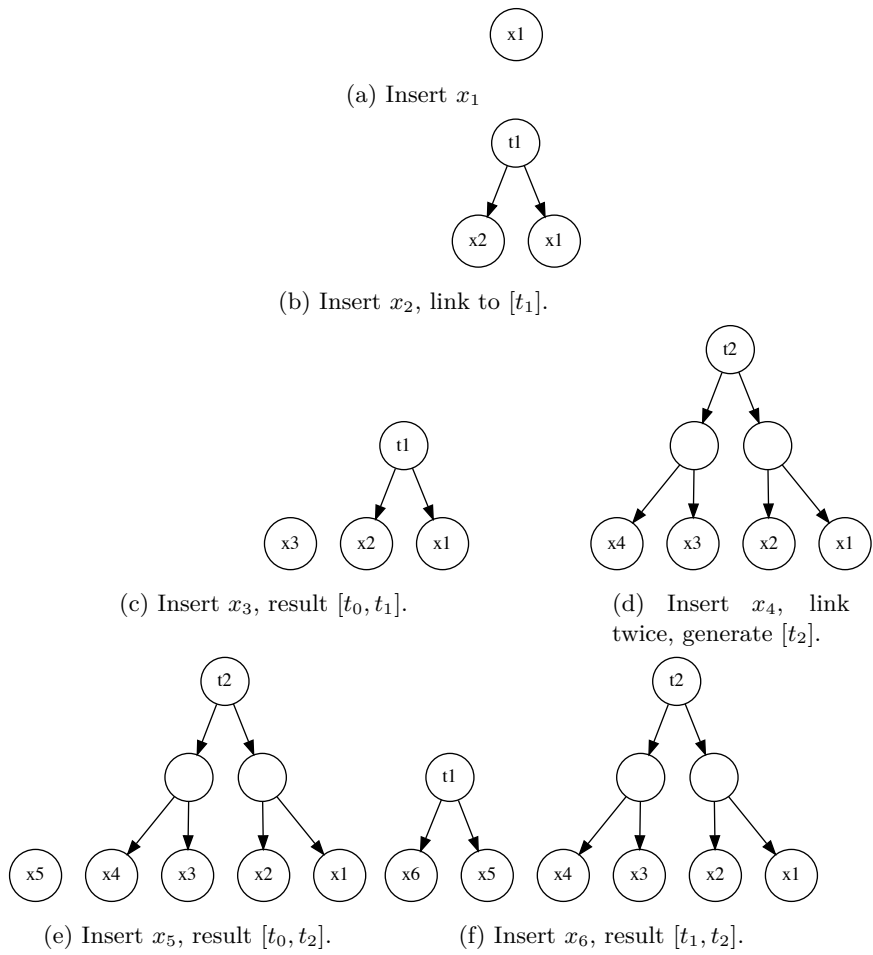 x1
(a) Insert x₁
t1
x2 x1
(b) Insert x₂, link to [t₁].
t2
t1
x3 x2 x1
x4 x3 x2 x1
(c) Insert x₃, result [t₀, t₁].
(d) Insert x₄, link
twice, generate [t₂].
t2
t2
t1
x5 x4 x3 x2 x1
x6 x5 x4 x3 x2 x1
(e) Insert x₅, result [t₀, t₂].
(f) Insert x₆, result [t₁, t₂].